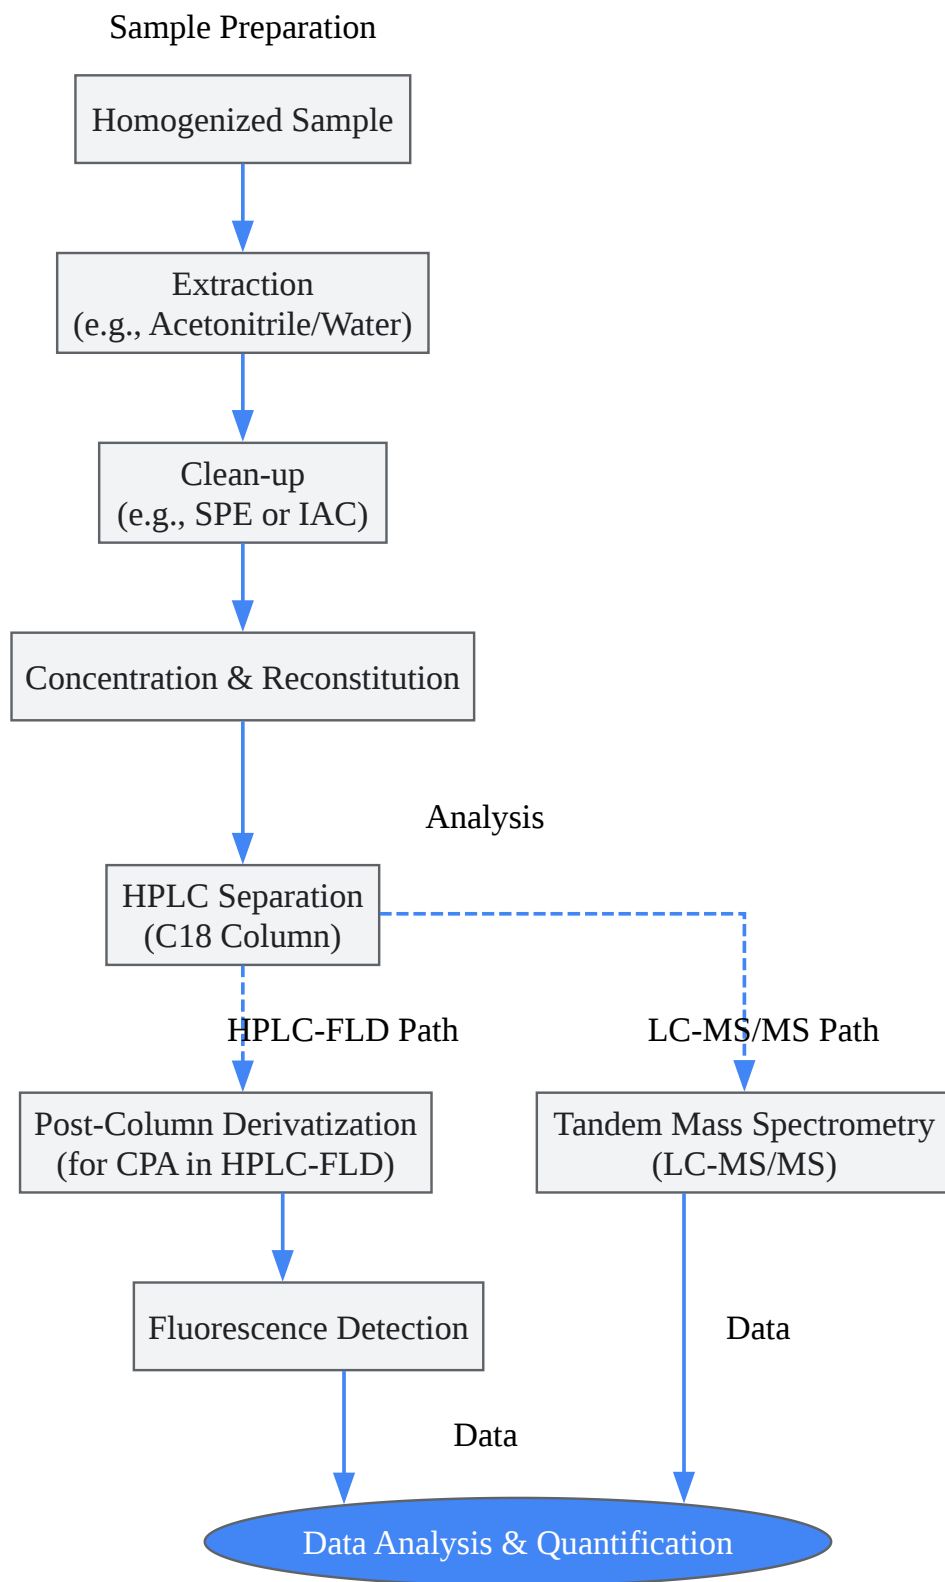 Sample Preparation
Homogenized Sample
Extraction
(e.g., Acetonitrile/Water)
Clean-up
(e.g., SPE or IAC)
Concentration & Reconstitution
Analysis
HPLC Separation
(C18 Column)
HPLC-FLD Path
LC-MS/MS Path
Post-Column Derivatization
(for CPA in HPLC-FLD)
Tandem Mass Spectrometry
(LC-MS/MS)
Fluorescence Detection
Data
Data
Data Analysis & Quantification